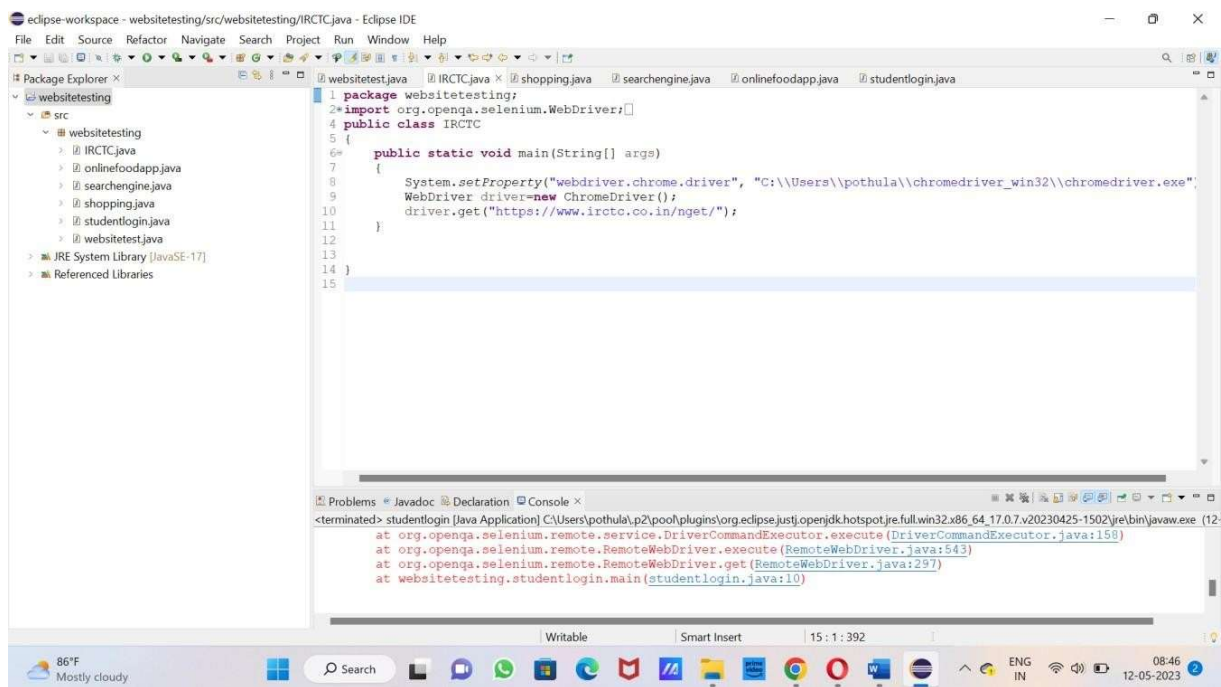 eclipse-workspace - websitetesting/src/websitetesting/IRCTC.java - Eclipse IDE
File Edit Source Refactor Navigate Search Project Run Window Help
Package Explorer ×
websitetest.java IRCTC.java × shopping.java searchengine.java onlinefoodapp.java studentlogin.java
websitetesting
src
websitetesting
IRCTC.java
onlinefoodapp.java
searchengine.java
shopping.java
studentlogin.java
websitetest.java
JRE System Library [JavaSE-17]
Referenced Libraries
1 package websitetesting;
2 import org.openqa.selenium.WebDriver;
4 public class IRCTC
5 {
6 public static void main(String[] args)
7 {
8 System.setProperty("webdriver.chrome.driver", "C:\\Users\\pothula\\chromedriver_win32\\chromedriver.exe")
9 WebDriver driver=new ChromeDriver();
10 driver.get("https://www.irctc.co.in/nget/");
11 }
12
13
14 }
15
Problems Javadoc Declaration Console ×
<terminated> studentlogin [Java Application] C:\Users\pothula\.p2\pool\plugins\org.eclipse.justj.openjdk.hotspot.jre.full.win32.x86_64_17.0.7.v20230425-1502\jre\bin\javaw.exe (12-
at org.openqa.selenium.remote.service.DriverCommandExecutor.execute(DriverCommandExecutor.java:158)
at org.openqa.selenium.remote.RemoteWebDriver.execute(RemoteWebDriver.java:543)
at org.openqa.selenium.remote.RemoteWebDriver.get(RemoteWebDriver.java:297)
at websitetesting.studentlogin.main(studentlogin.java:10)
Writable Smart Insert 15 : 1 : 392
86°F
Mostly cloudy
Search
prime video
ENG
IN
08:46
12-05-2023
2